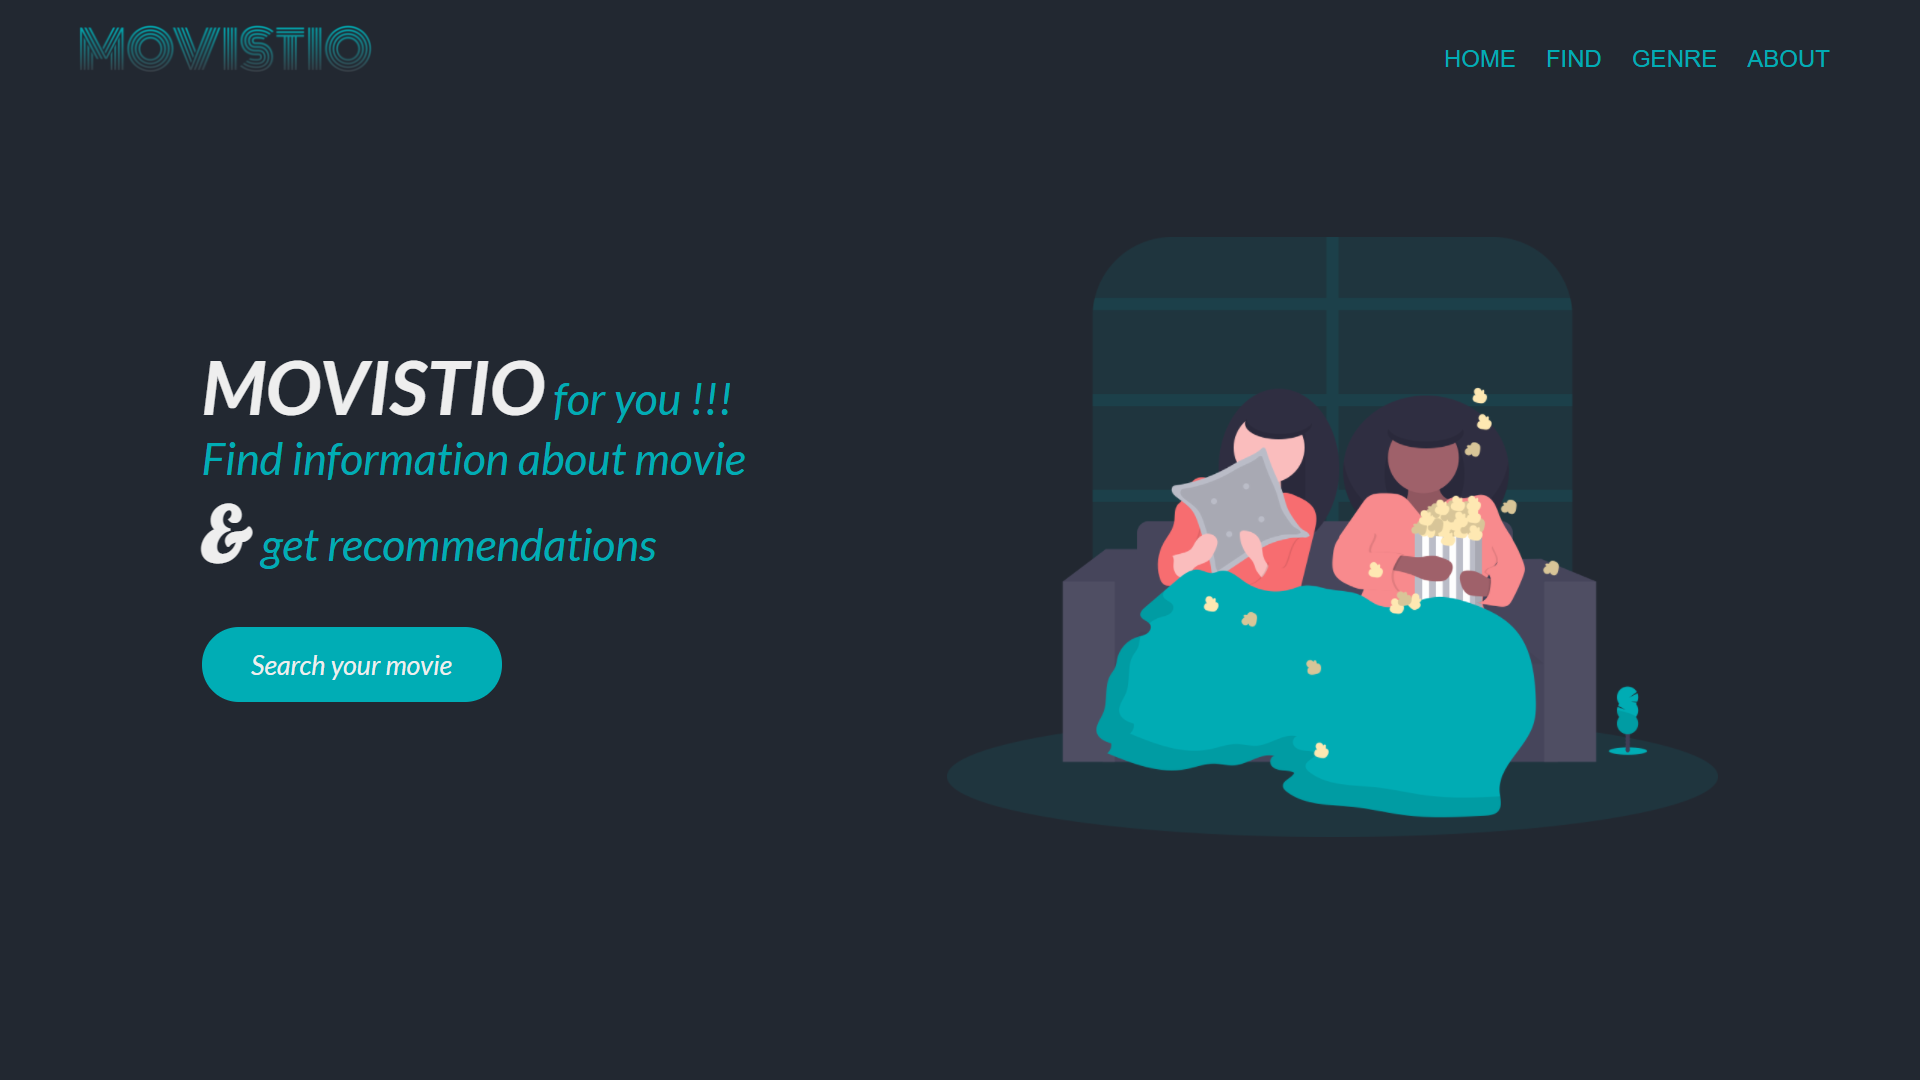 MOVISTIO
HOME FIND GENRE ABOUT
MOVISTIO for you !!!
Find information about movie
& get recommendations
Search your movie